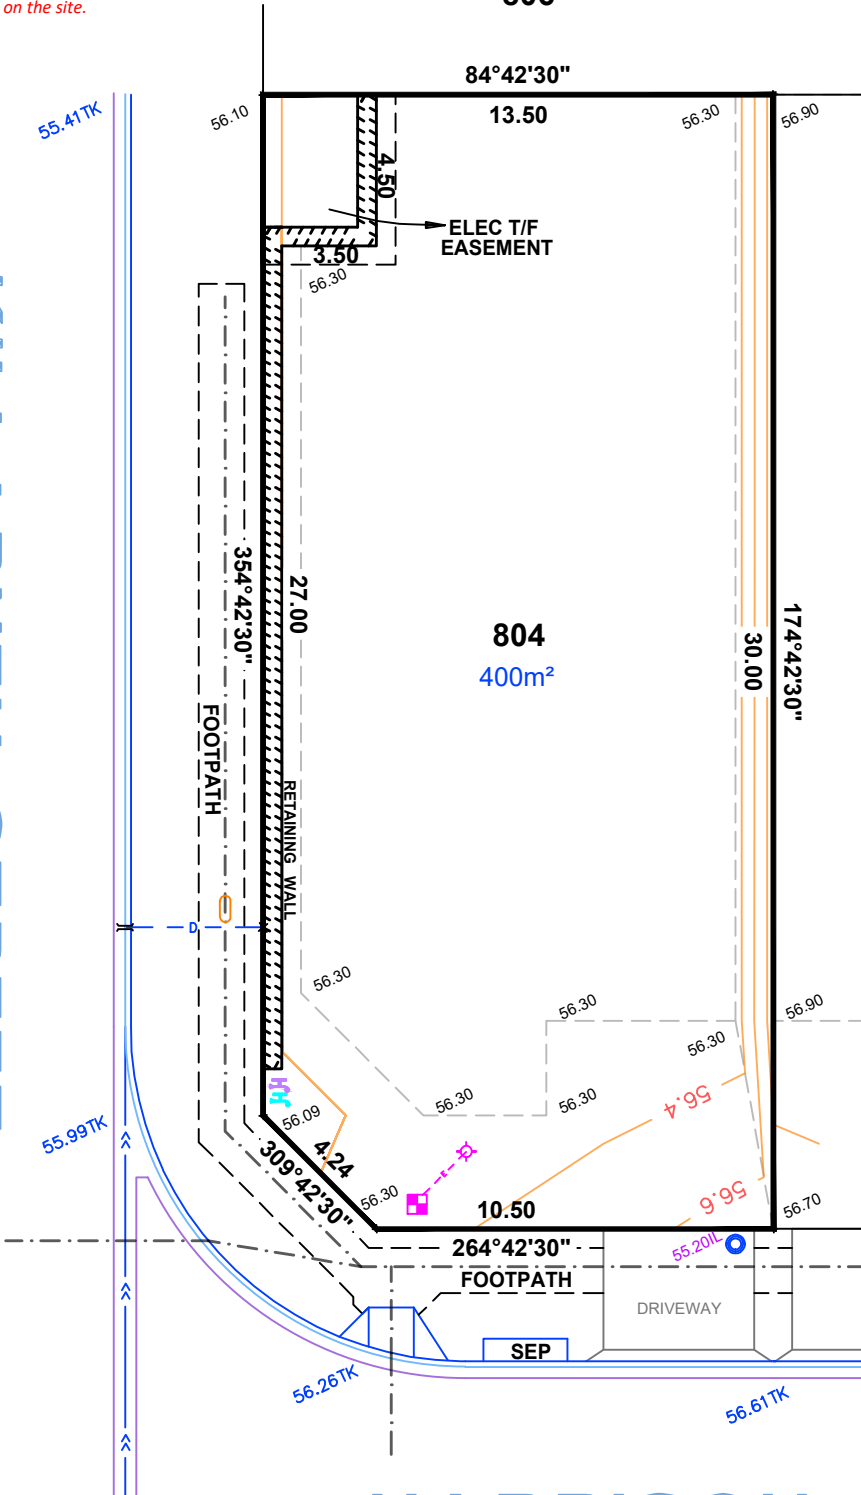 on the site.
84°42'30"
55.41TK
56.10
13.50
56.30
56.90
4.50
ELEC T/F
EASEMENT
3.50
56.30
354°42'30"
27.00
804
400m²
30.00
174°42'30"
FOOTPATH
RETAINING WALL
D
56.30
56.30
56.90
56.30
56.4
56.30
56.30
56.09
55.99TK
4.24
309°42'30"
E
56.30
10.50
56.6
56.70
264°42'30"
55.20IL
FOOTPATH
DRIVEWAY
SEP
56.26TK
56.61TK